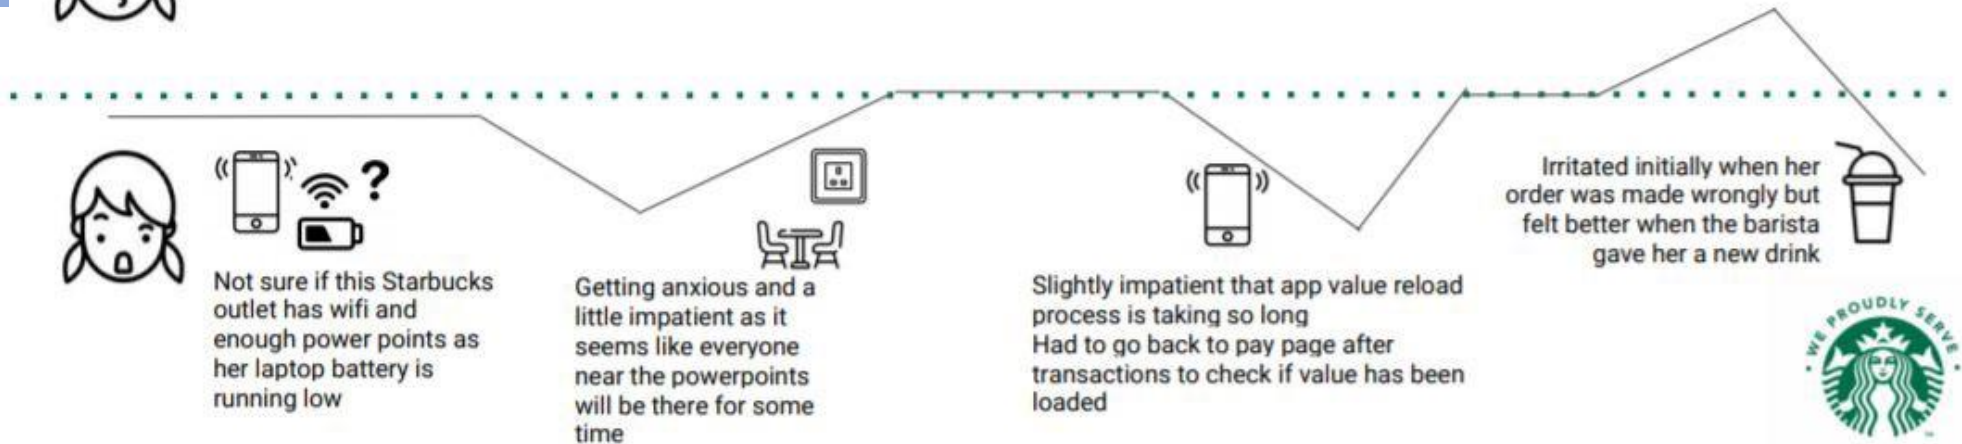 Not sure if this Starbucks
outlet has wifi and
enough power points as
her laptop battery is
running low
Getting anxious and a
little impatient as it
seems like everyone
near the powerpoints
will be there for some
time
Slightly impatient that app value reload
process is taking so long
Had to go back to pay page after
transactions to check if value has been
loaded
Irritated initially when her
order was made wrongly but
felt better when the barista
gave her a new drink
WE PROUDLY SERVE
?